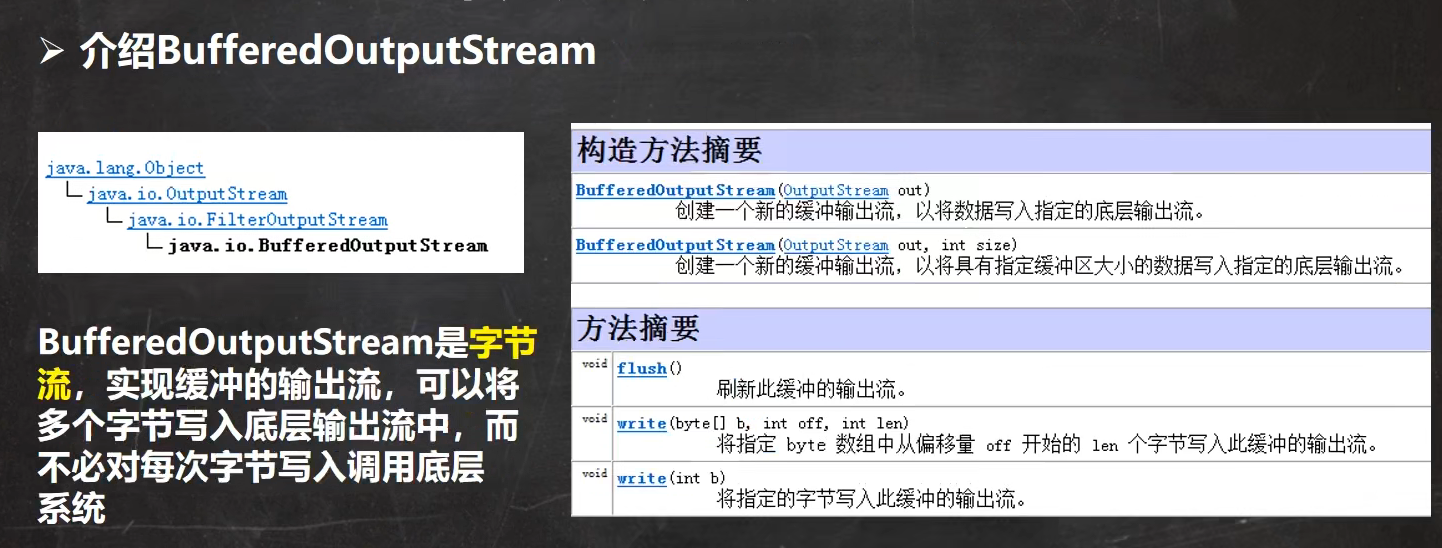 ➢ 介绍BufferedOutputStream
java.lang.Object
java.io.OutputStream
java.io.FilterOutputStream
java.io.BufferedOutputStream
BufferedOutputStream是字节
流，实现缓冲的输出流，可以将
多个字节写入底层输出流中，而
不必对每次字节写入调用底层
系统
构造方法摘要
BufferedOutputStream(OutputStream out)
创建一个新的缓冲输出流，以将数据写入指定的底层输出流。
BufferedOutputStream(OutputStream out, int size)
创建一个新的缓冲输出流，以将具有指定缓冲区大小的数据写入指定的底层输出流。
方法摘要
void flush()
刷新此缓冲的输出流。
void write(byte[] b, int off, int len)
将指定 byte 数组中从偏移量 off 开始的 len 个字节写入此缓冲的输出流。
void write(int b)
将指定的字节写入此缓冲的输出流。